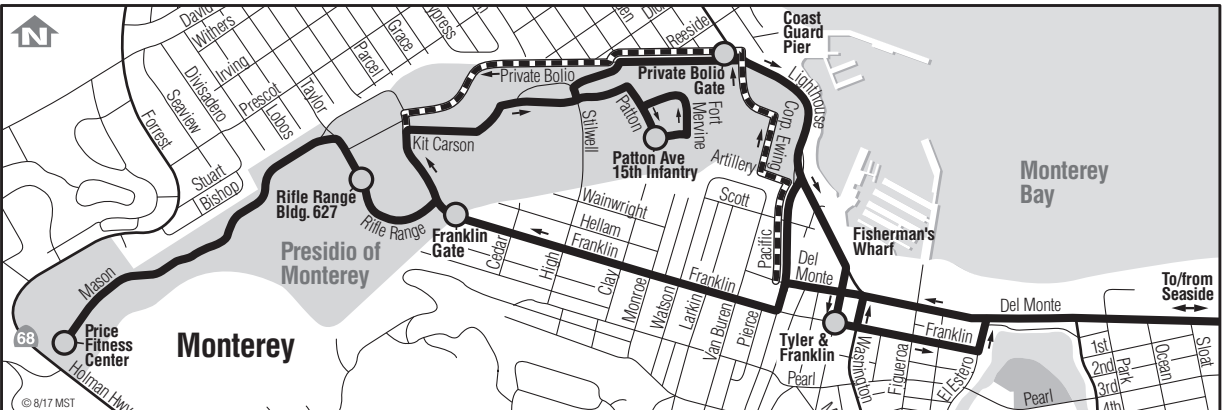 N
David
Withers
Irving
Grace
Parcel
Cypress
Reeside
Coast
Guard
Pier
Divisadero
Seaview
Prescot
Taylor
Lobos
Forrest
Stuart
Bishop
Private Bolio
Private Bolio
Gate
Lighthouse
Corp. Ewing
Fort
Mervine
Patton
Stilwell
Kit Carson
Patton Ave
15th Infantry
Artillery
Monterey
Bay
Rifle Range
Bldg. 627
Rifle Range
Franklin
Gate
Presidio of
Monterey
Wainwright
Hellam
Franklin
Scott
Pacific
Fisherman's
Wharf
Cedar
High
Clay
Monroe
Watson
Larkin
Franklin
Van Buren
Pierce
Del
Monte
Del Monte
To/from
Seaside
Mason
68
Price
Fitness
Center
Monterey
Holman Hwy
Tyler &
Franklin
Pearl
Washington
Figueroa
Franklin
El Estero
Pearl
1st
2nd
3rd
4th
Park
Ocean
Sloat
© 8/17 MST